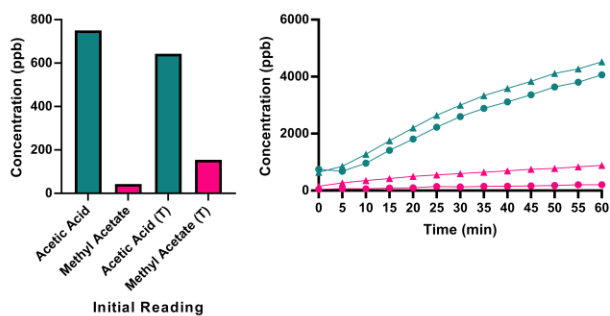 Concentration (ppb)
800
600
400
200
0
Acetic Acid
Methyl Acetate
Acetic Acid (T)
Methyl Acetate (T)
Initial Reading
Concentration (ppb)
6000
4000
2000
0
0 5 10 15 20 25 30 35 40 45 50 55 60
Time (min)